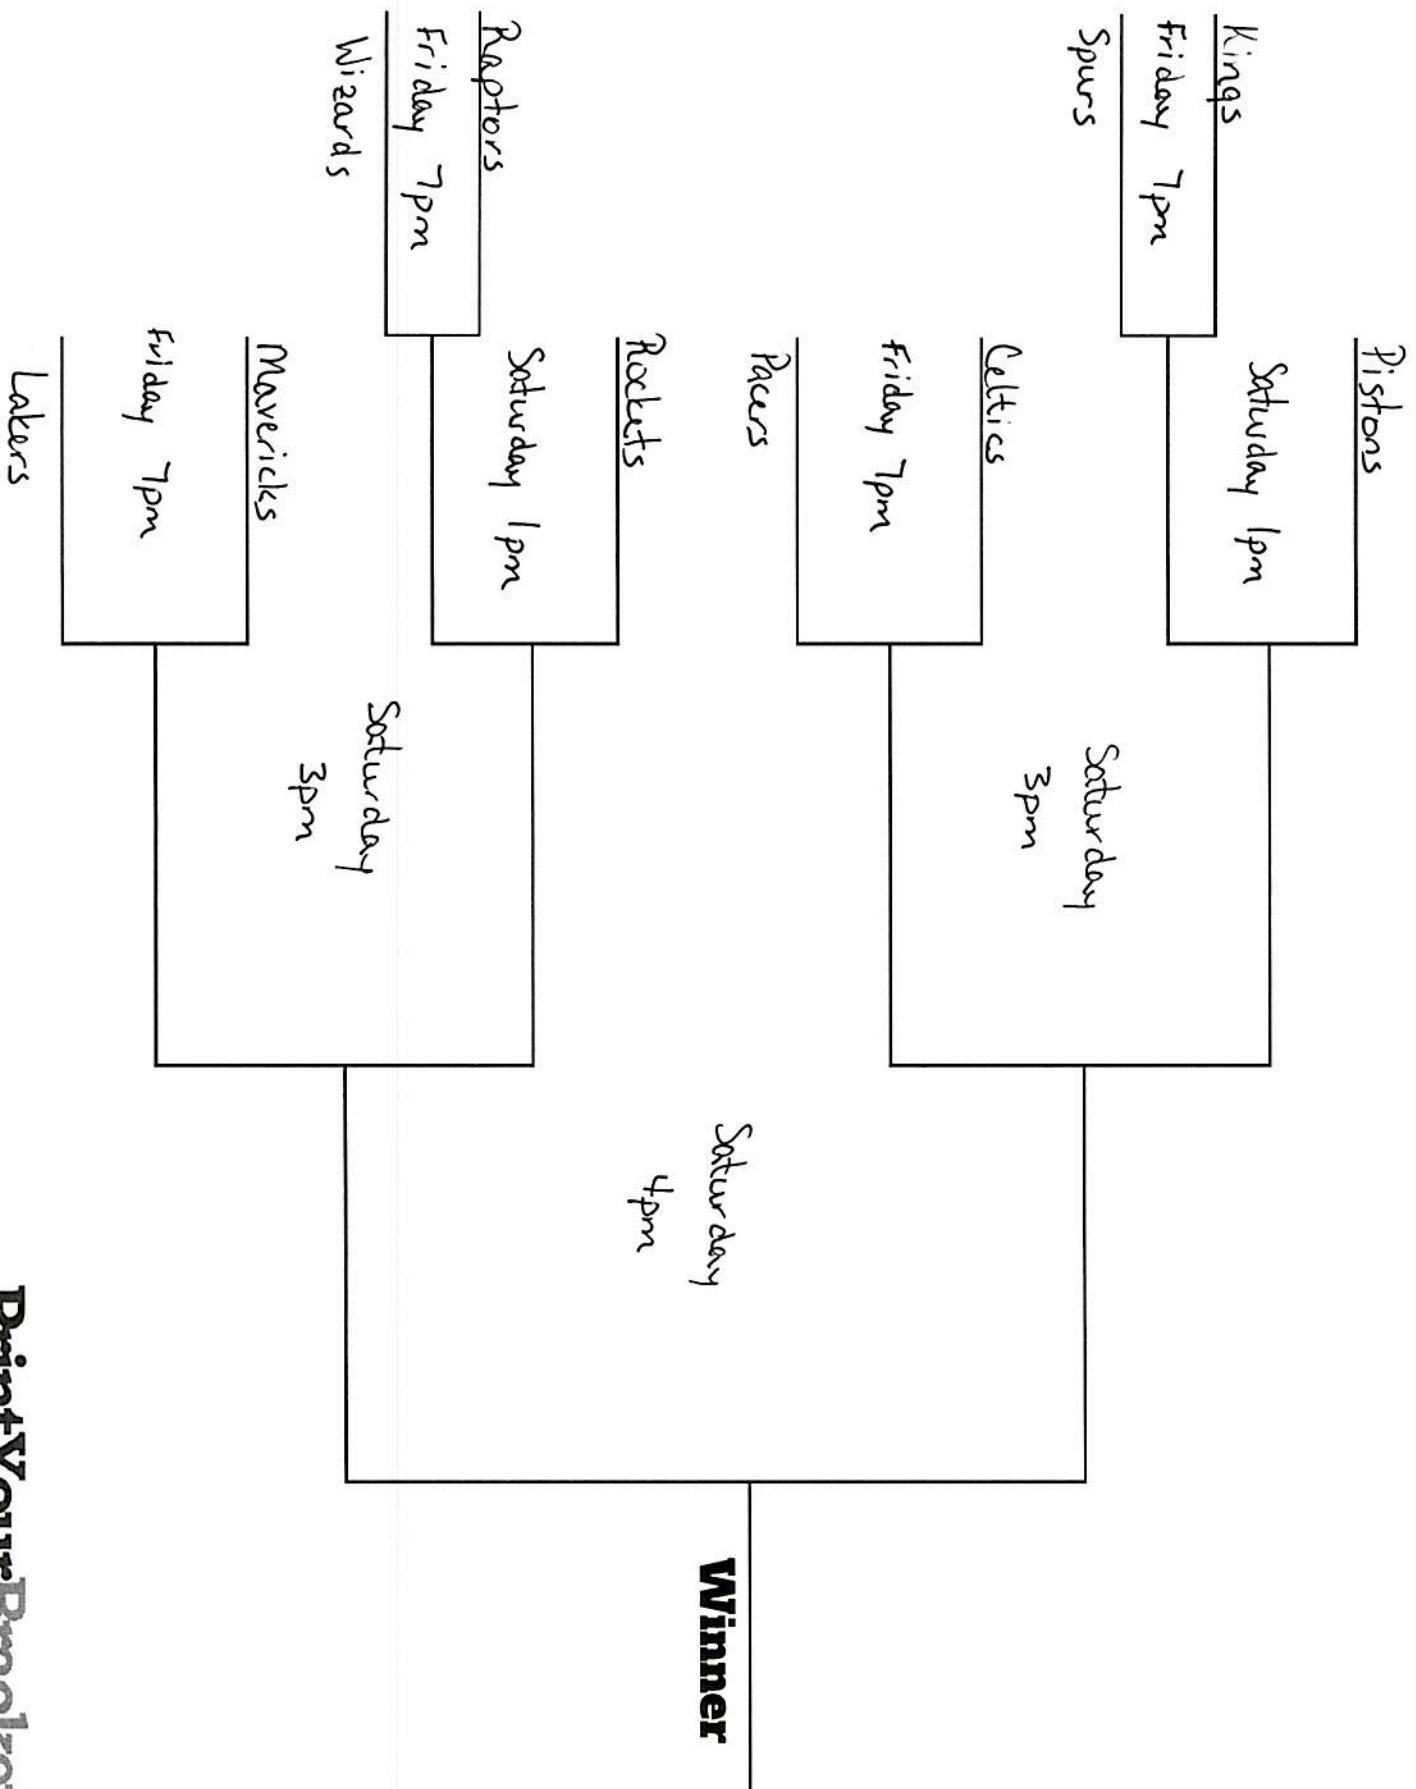 Pistons
Saturday 1pm
Kings
Friday 7pm
Spurs
Saturday
3pm
Celtics
Friday 7pm
Pacers
Saturday
4pm
Winner
Rockets
Saturday 1pm
Raptors
Friday 7pm
Wizards
Saturday
3pm
Mavericks
Friday 7pm
Lakers
PrintYourBracke